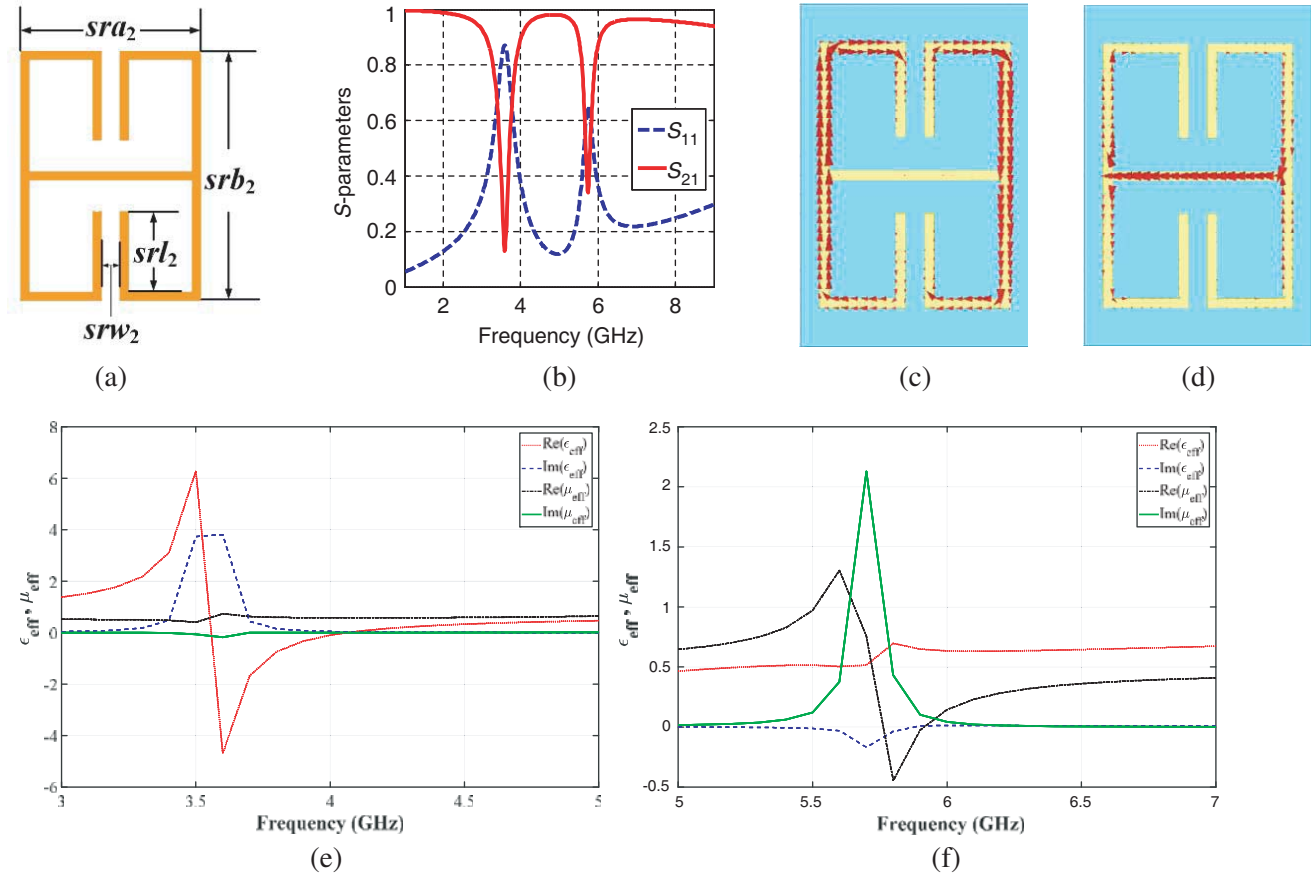 sra₂
srb₂
srl₂
srw₂
(a)
1
0.8
0.6
0.4
0.2
0
S-parameters
2 4 6 8
Frequency (GHz)
S₁₁
S₂₁
(b)
(c)
(d)
8
6
4
2
0
-2
-4
-6
ϵeff, μeff
3 3.5 4 4.5 5
Frequency (GHz)
Re(ϵeff)
Im(ϵeff)
Re(μeff)
Im(μeff)
(e)
2.5
2
1.5
1
0.5
0
-0.5
ϵeff, μeff
5 5.5 6 6.5 7
Frequency (GHz)
Re(ϵeff)
Im(ϵeff)
Re(μeff)
Im(μeff)
(f)